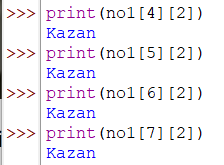 >>> print(no1[4][2])
Kazan
>>> print(no1[5][2])
Kazan
>>> print(no1[6][2])
Kazan
>>> print(no1[7][2])
Kazan